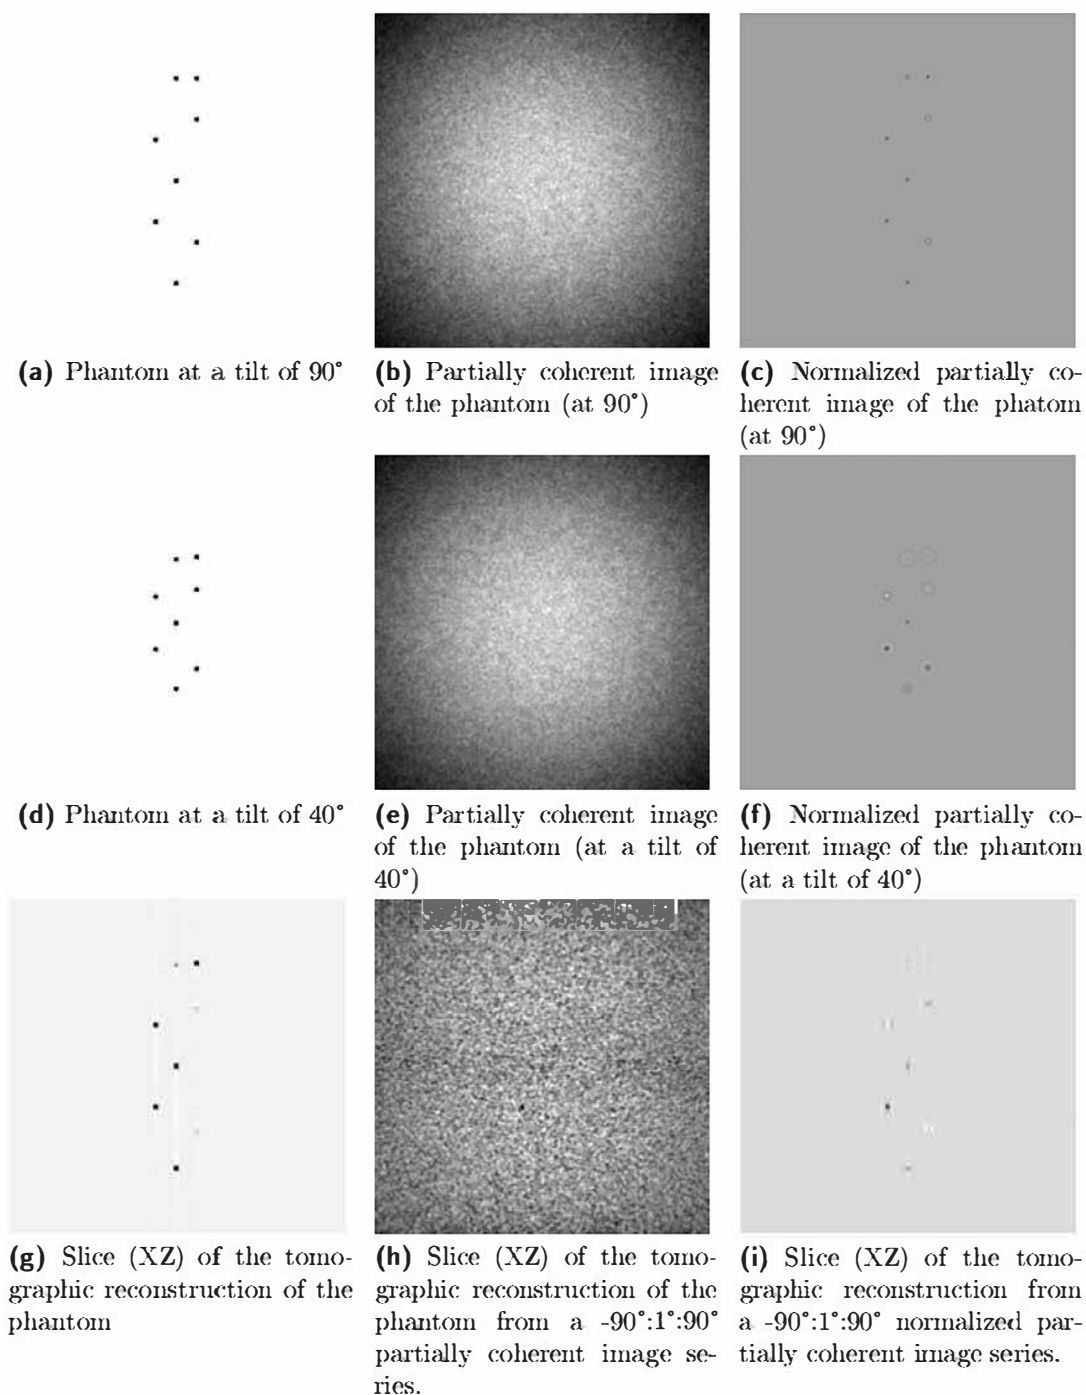 (a) Phantom at a tilt of 90°
(b) Partially coherent image
of the phantom (at 90°)
(c) Normalized partially co-
herent image of the phatom
(at 90°)
(d) Phantom at a tilt of 40°
(e) Partially coherent image
of the phantom (at a tilt of
40°)
(f) Normalized partially co-
herent image of the phantom
(at a tilt of 40°)
(g) Slice (XZ) of the tomo-
graphic reconstruction of the
phantom
(h) Slice (XZ) of the tomo-
graphic reconstruction of the
phantom from a -90°:1°:90°
partially coherent image se-
ries.
(i) Slice (XZ) of the tomo-
graphic reconstruction from
a -90°:1°:90° normalized par-
tially coherent image series.